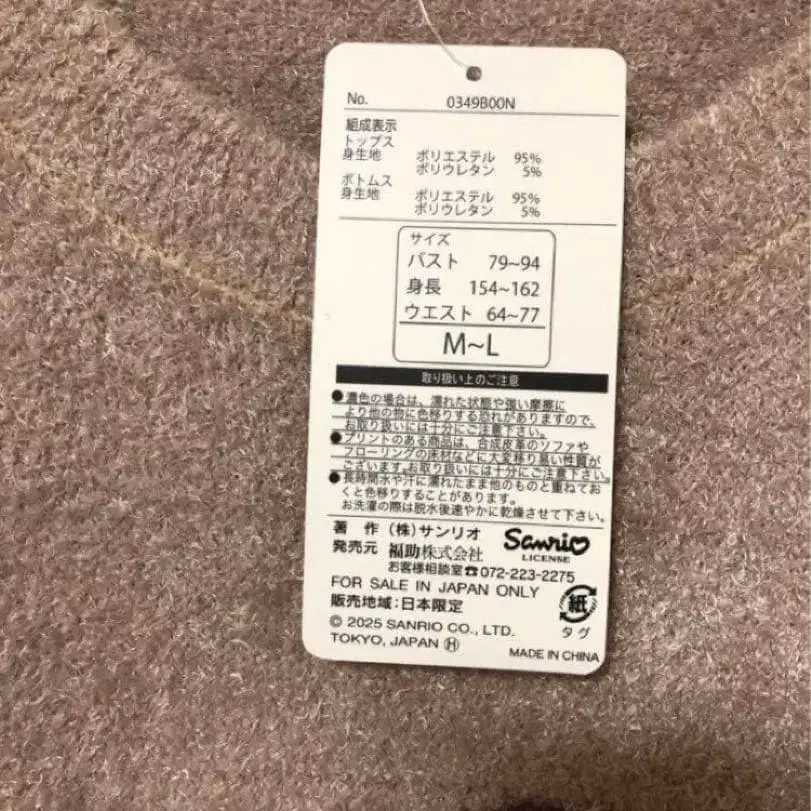 No. 0349B00N
組成表示
トップス
身生地 ポリエステル 95%
ポリウレタン 5%
ボトムス
身生地 ポリエステル 95%
ポリウレタン 5%
サイズ
バスト 79~94
身長 154~162
ウエスト 64~77
M~L
取り扱い上のご注意
●濃色の場合は、濡れた状態や強い摩擦に
より他の物に色移りする恐れがありますので、
お取り扱いには十分にご注意下さい。
●プリントのある商品は、合成皮革のソファや
フローリングの床材などに大変移り易い性質が
ございます。お取り扱いには十分にご注意下さい。
●長時間水や汗に濡れたまま他のものと重ねてお
くと色移りすることがあります。
お洗濯の際は脱水後速やかに乾燥させて下さい。
著作 (株)サンリオ
発売元 福助株式会社
お客様相談室☎072-223-2275
Sanrio
LICENSE
FOR SALE IN JAPAN ONLY
販売地域:日本限定
© 2025 SANRIO CO., LTD.
TOKYO, JAPAN Ⓗ
紙
タグ
MADE IN CHINA